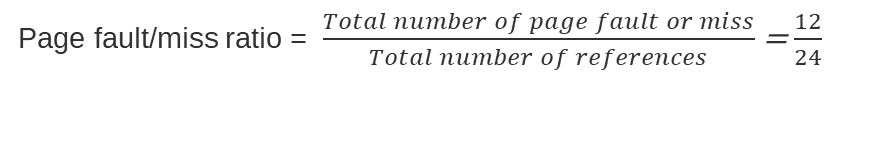 Page fault/miss ratio = Total number of page fault or miss / Total number of references = 12 / 24